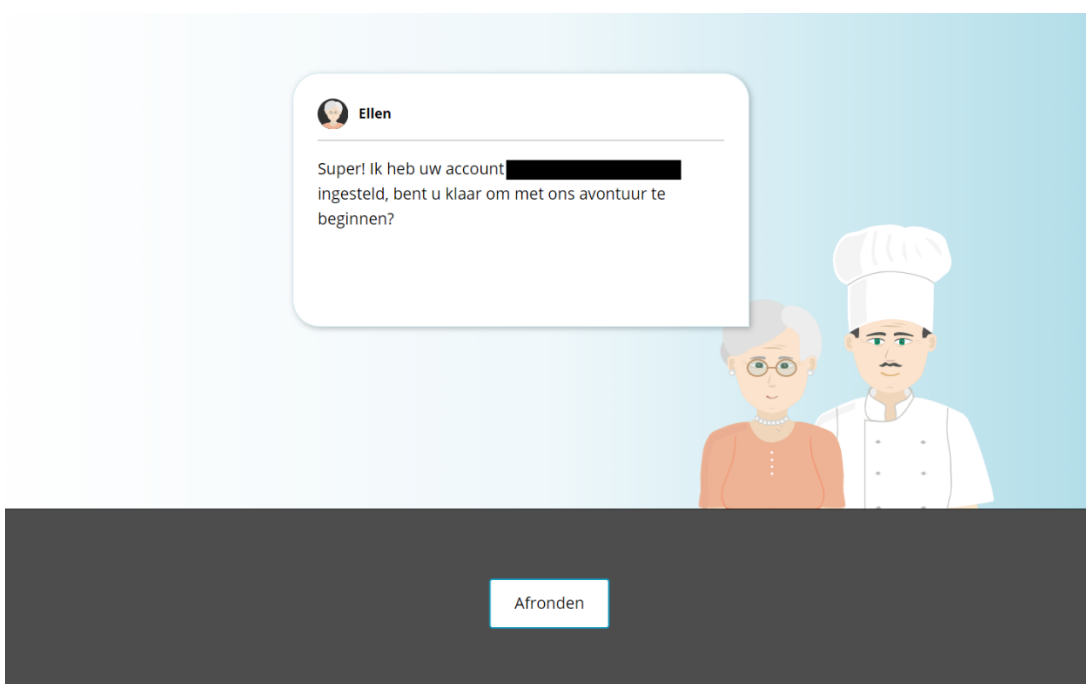 Ellen
Super! Ik heb uw account
ingesteld, bent u klaar om met ons avontuur te
beginnen?
Afronden